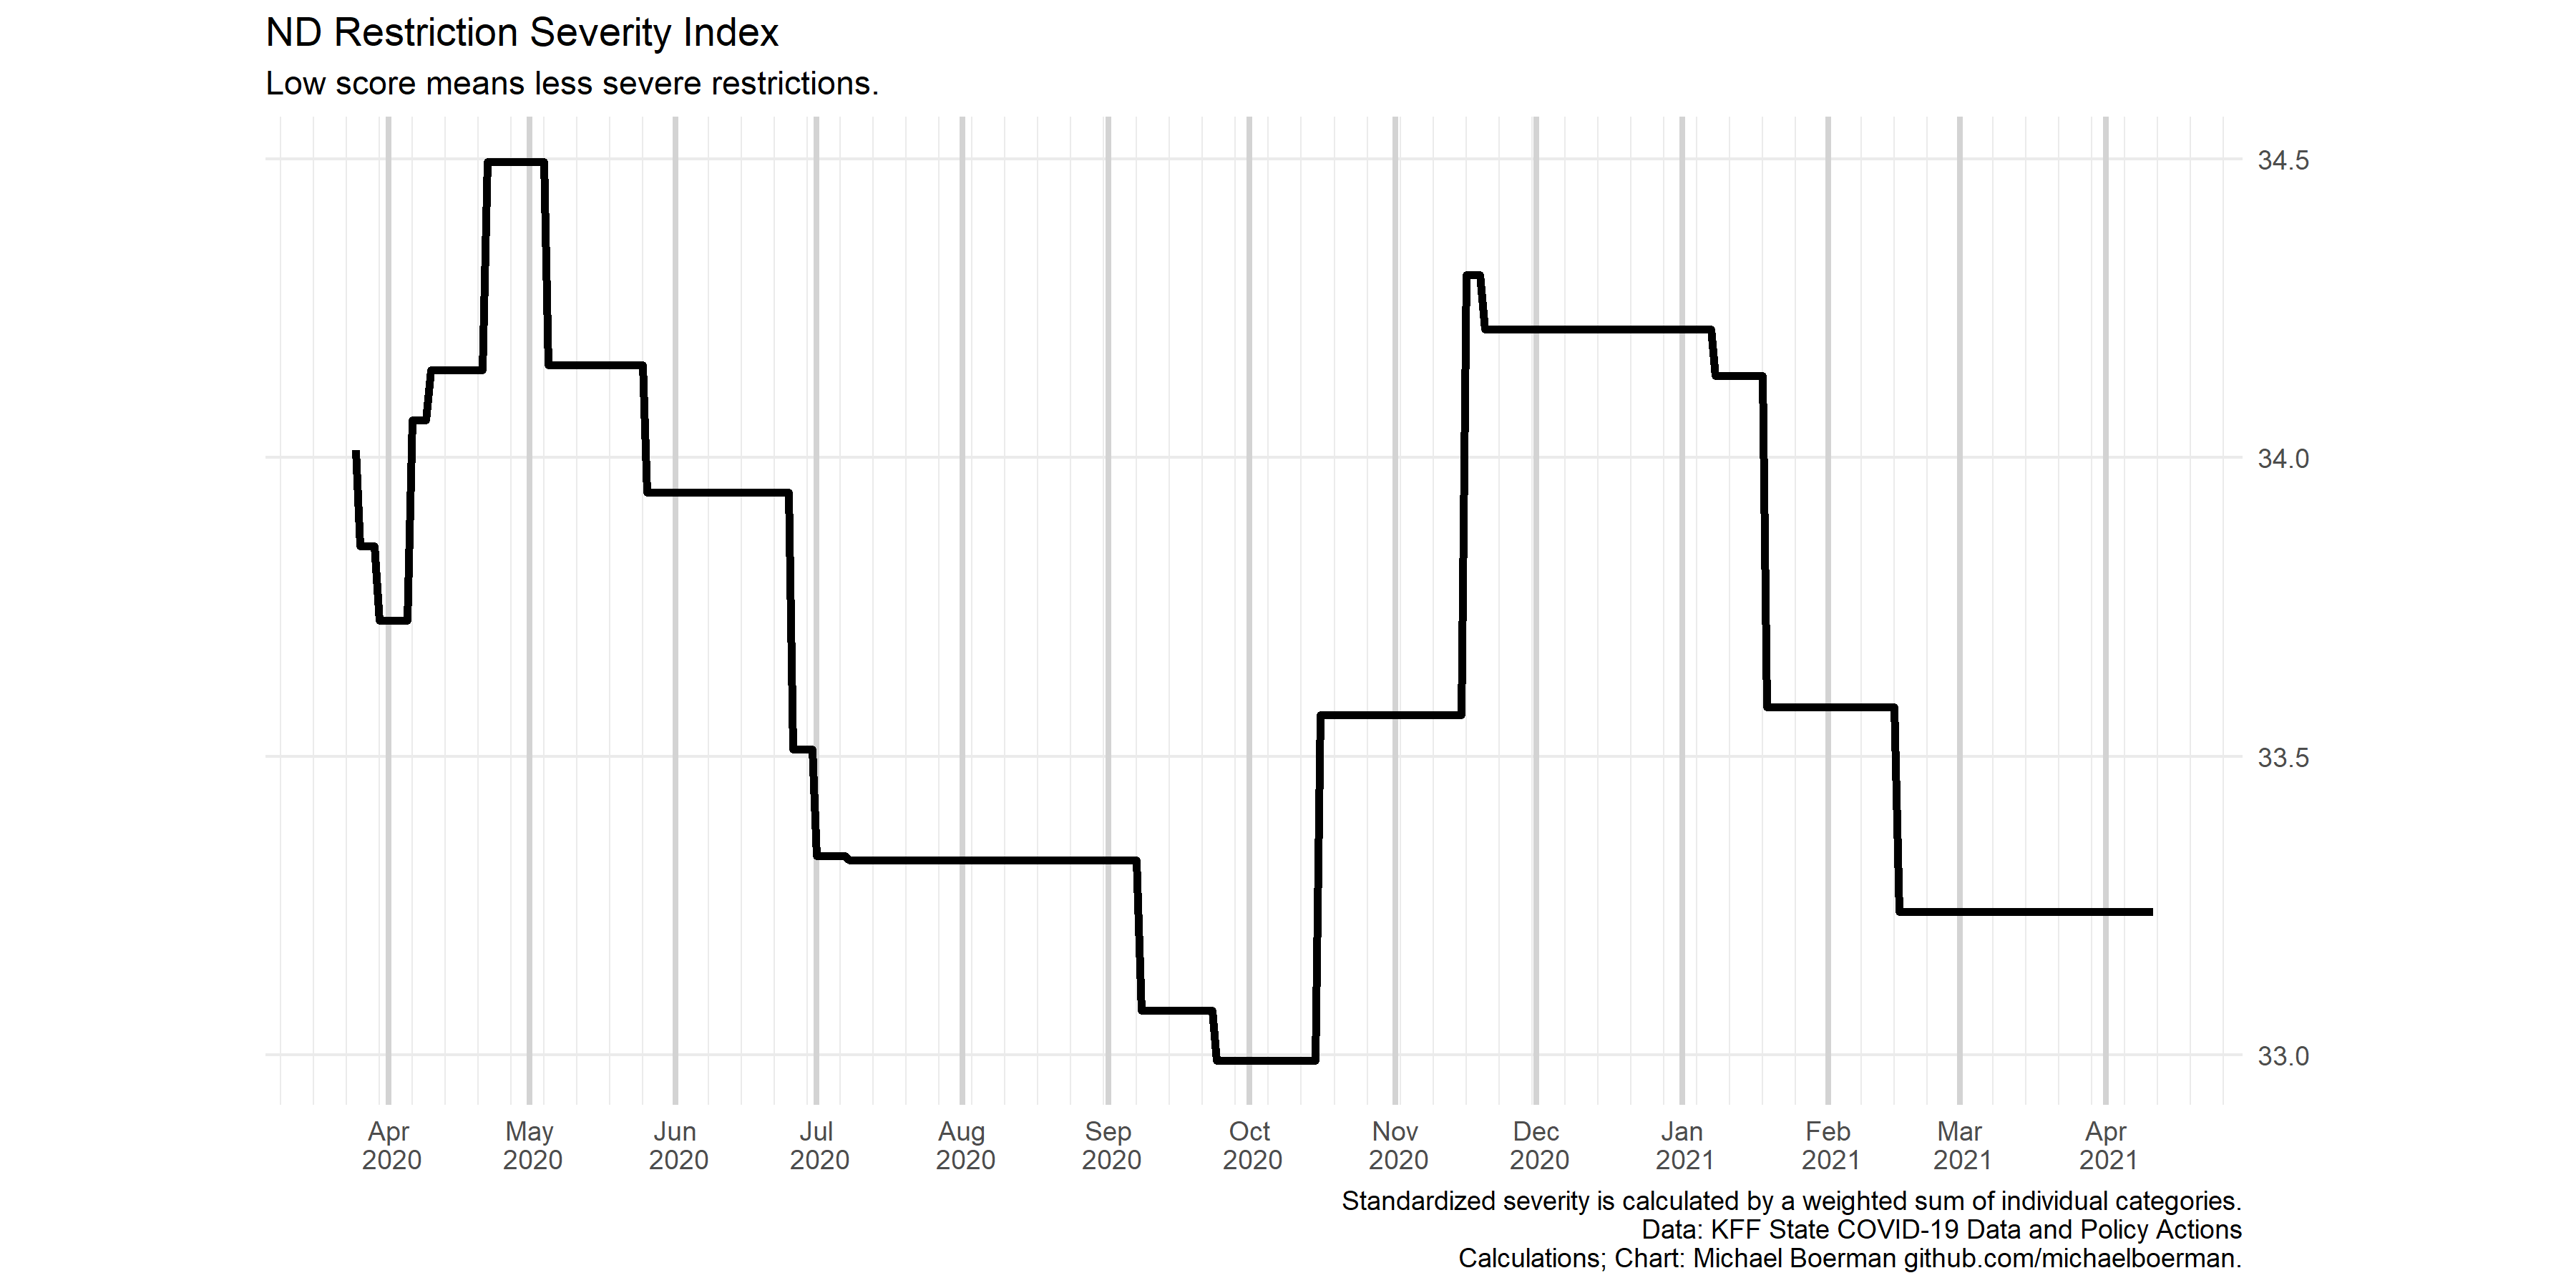 ND Restriction Severity Index
Low score means less severe restrictions.
34.5
34.0
33.5
33.0
Apr 2020
May 2020
Jun 2020
Jul 2020
Aug 2020
Sep 2020
Oct 2020
Nov 2020
Dec 2020
Jan 2021
Feb 2021
Mar 2021
Apr 2021
Standardized severity is calculated by a weighted sum of individual categories.
Data: KFF State COVID-19 Data and Policy Actions
Calculations; Chart: Michael Boerman github.com/michaelboerman.